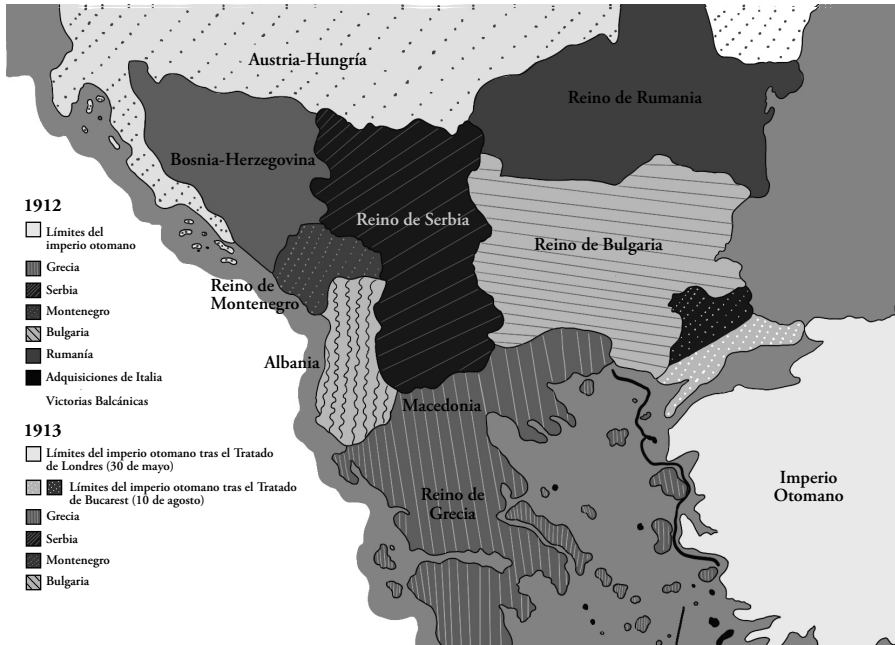 Austria-Hungría
Reino de Rumania
Bosnia-Herzegovina
Reino de Serbia
Reino de Bulgaria
Reino de
Montenegro
Albania
Macedonia
Reino de
Grecia
Imperio
Otomano
1912
Límites del
imperio otomano
Grecia
Serbia
Montenegro
Bulgaria
Rumanía
Adquisiciones de Italia
Victorias Balcánicas
1913
Límites del imperio otomano tras el Tratado
de Londres (30 de mayo)
Límites del imperio otomano tras el Tratado
de Bucarest (10 de agosto)
Grecia
Serbia
Montenegro
Bulgaria